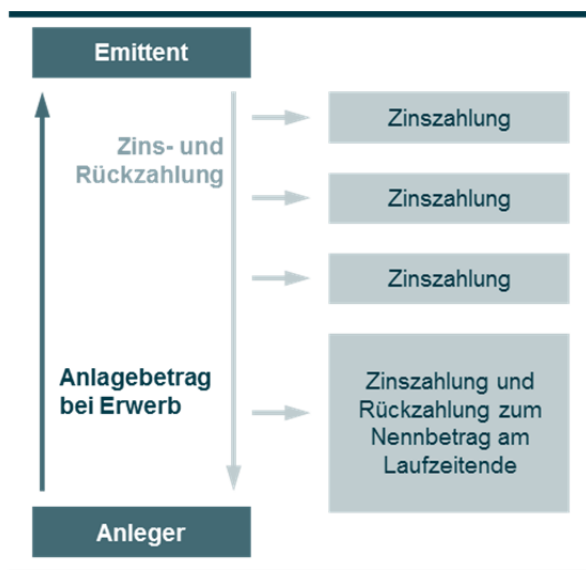 Emittent
Zins- und
Rückzahlung
Zinszahlung
Zinszahlung
Zinszahlung
Anlagebetrag
bei Erwerb
Zinszahlung und
Rückzahlung zum
Nennbetrag am
Laufzeitende
Anleger